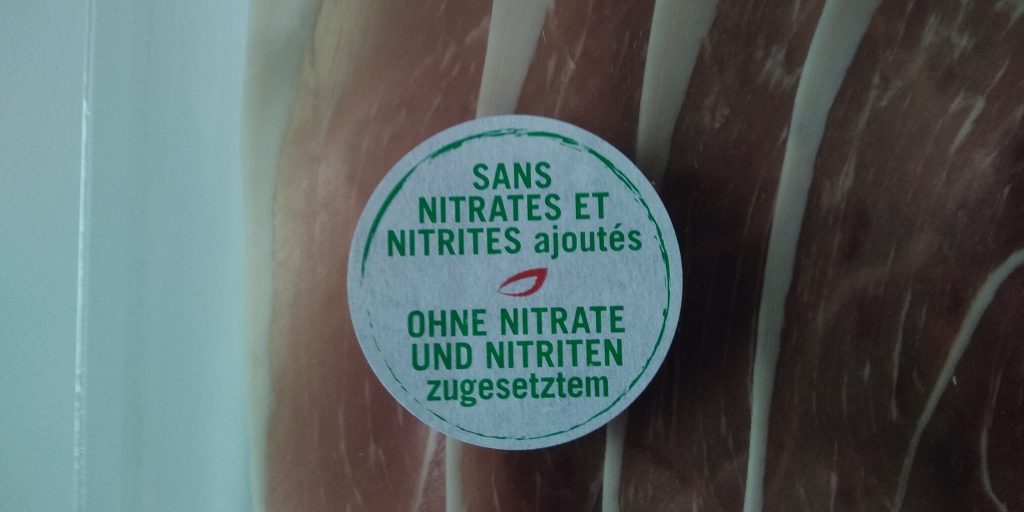 SANS
NITRATES ET
NITRITES ajoutés
OHNE NITRATE
UND NITRITEN
zugesetztem